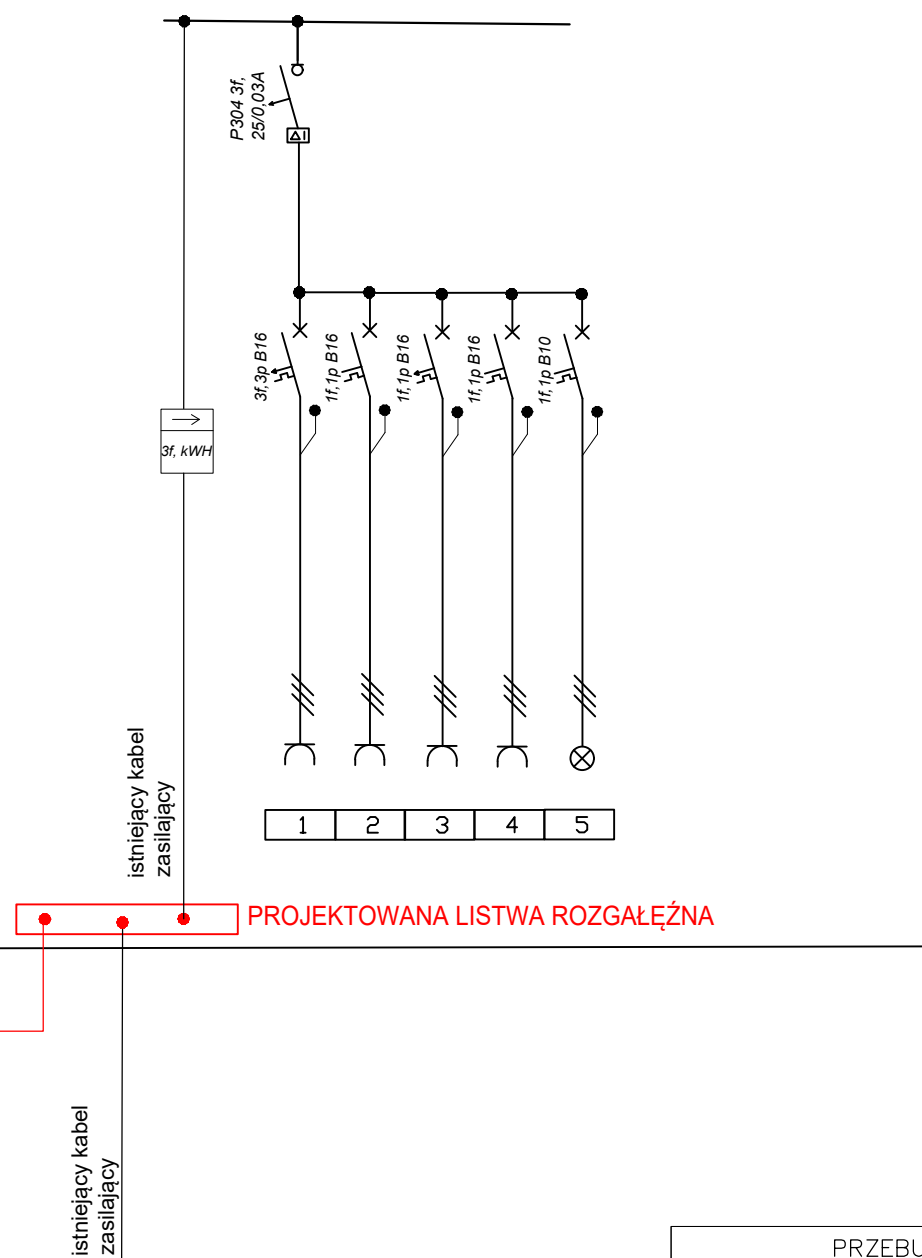 P304 3f,
25/0,03A
3f,3p B16
1f,1p B16
1f,1p B16
1f,1p B16
1f,1p B10
3f, kWH
ΔI
istniejący kabel
zasilający
1 2 3 4 5
PROJEKTOWANA LISTWA ROZGAŁĘŹNA
istniejący kabel
zasilający
PRZEBU